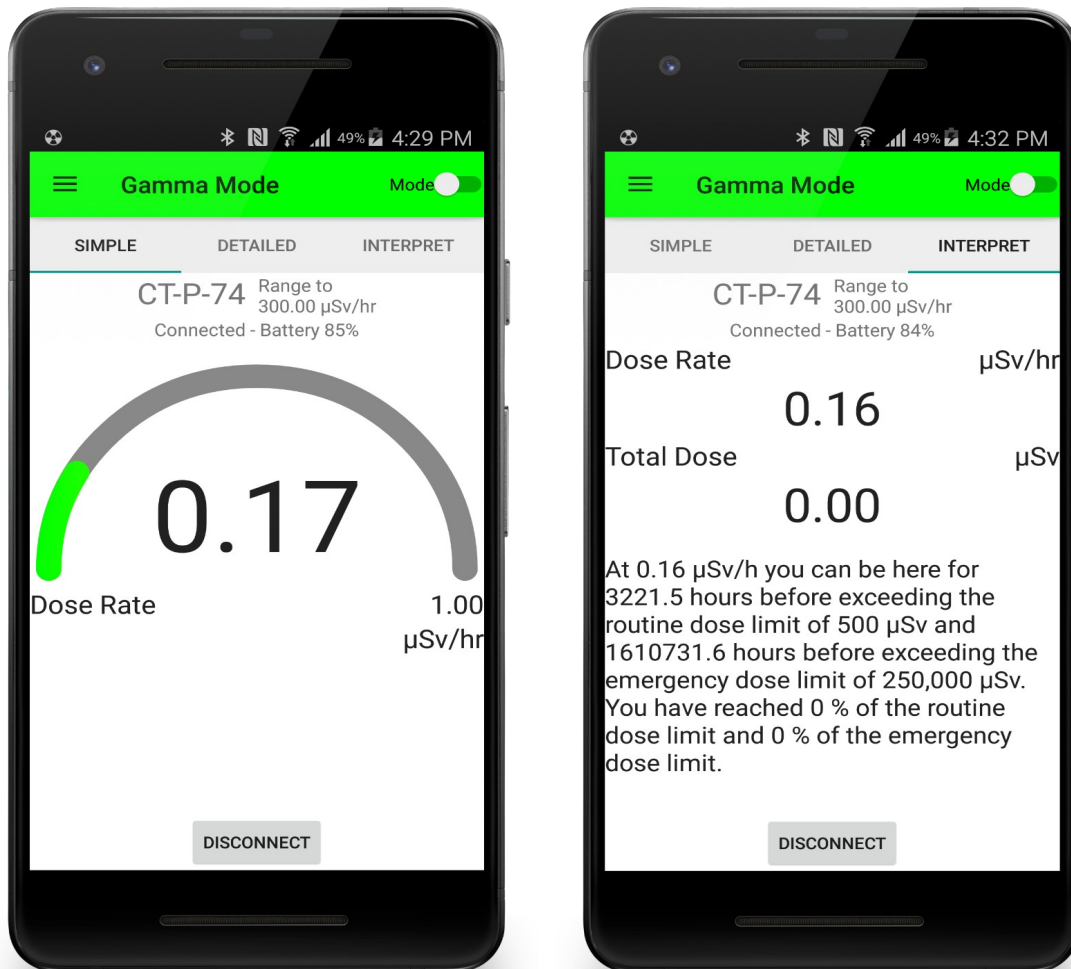 49% 4:29 PM
Gamma Mode Mode
SIMPLE DETAILED INTERPRET
CT-P-74 Range to
300.00 µSv/hr
Connected - Battery 85%
0.17
Dose Rate 1.00
µSv/hr
DISCONNECT
49% 4:32 PM
Gamma Mode Mode
SIMPLE DETAILED INTERPRET
CT-P-74 Range to
300.00 µSv/hr
Connected - Battery 84%
Dose Rate µSv/hr
0.16
Total Dose µSv
0.00
At 0.16 µSv/h you can be here for
3221.5 hours before exceeding the
routine dose limit of 500 µSv and
1610731.6 hours before exceeding the
emergency dose limit of 250,000 µSv.
You have reached 0 % of the routine
dose limit and 0 % of the emergency
dose limit.
DISCONNECT